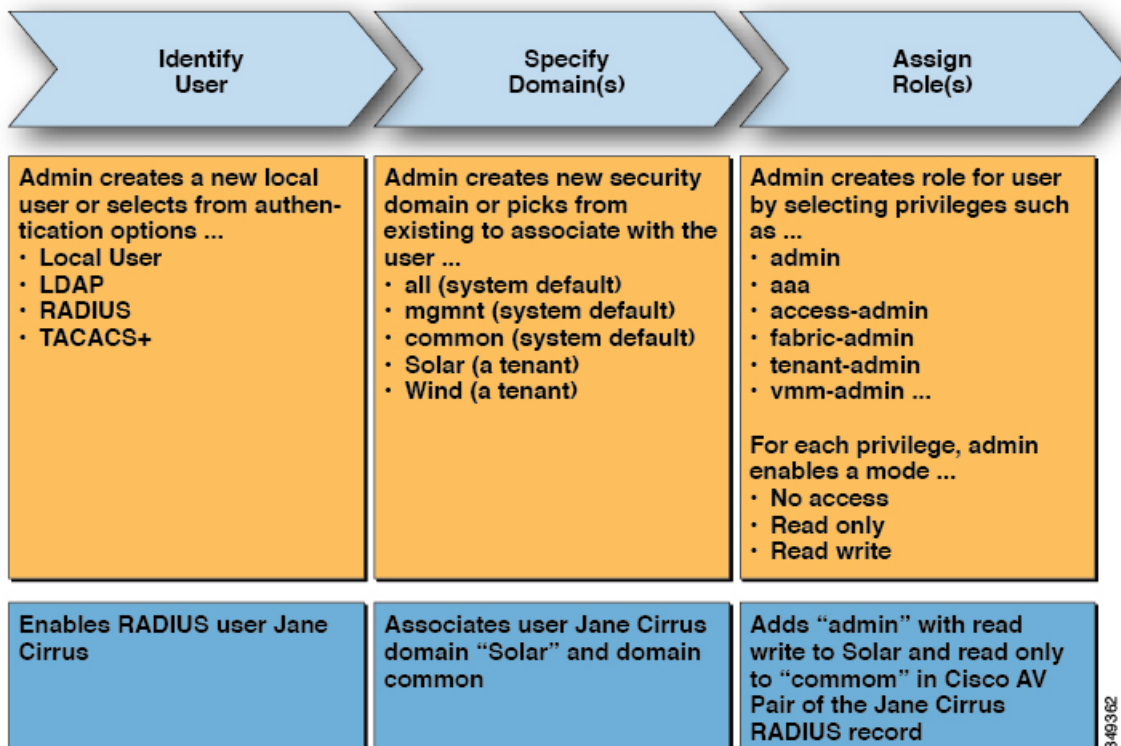 Identify
User
Specify
Domain(s)
Assign
Role(s)
Admin creates a new local
user or selects from authen-
tication options ...
• Local User
• LDAP
• RADIUS
• TACACS+
Admin creates new security
domain or picks from
existing to associate with the
user ...
• all (system default)
• mgmnt (system default)
• common (system default)
• Solar (a tenant)
• Wind (a tenant)
Admin creates role for user
by selecting privileges such
as ...
• admin
• aaa
• access-admin
• fabric-admin
• tenant-admin
• vmm-admin ...
For each privilege, admin
enables a mode ...
• No access
• Read only
• Read write
Enables RADIUS user Jane
Cirrus
Associates user Jane Cirrus
domain “Solar” and domain
common
Adds “admin” with read
write to Solar and read only
to “commom” in Cisco AV
Pair of the Jane Cirrus
RADIUS record
349362